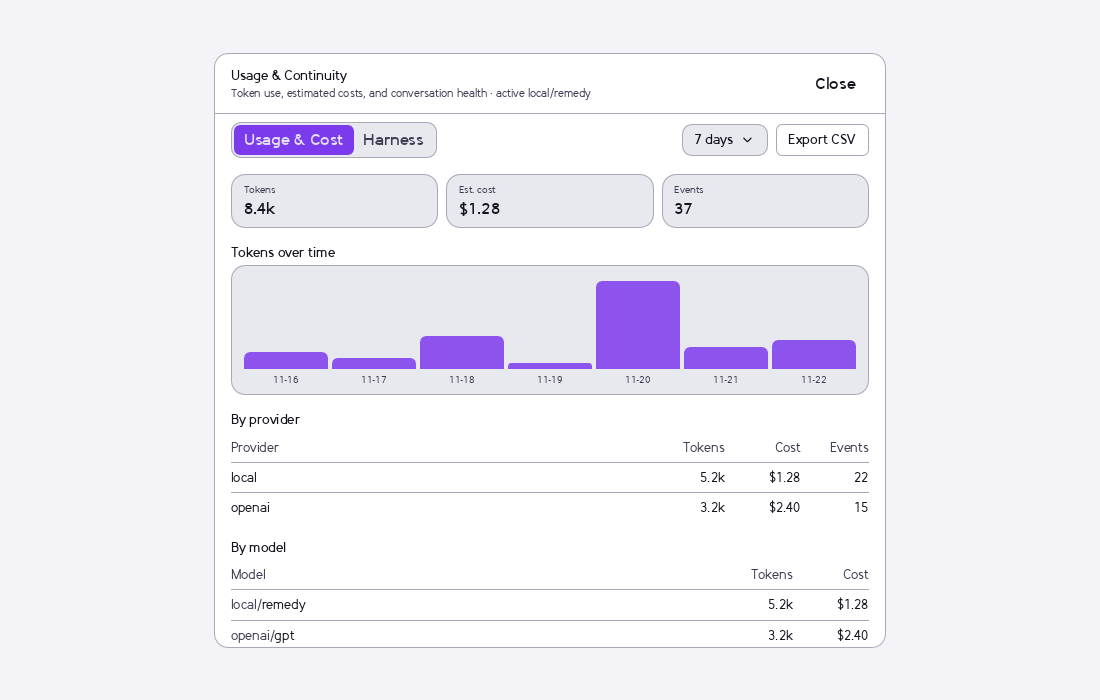 Usage & Continuity
Token use, estimated costs, and conversation health · active local/remedy
Close
Usage & Cost Harness
7 days
Export CSV
Tokens
8.4k
Est. cost
$1.28
Events
37
Tokens over time
11-16 11-17 11-18 11-19 11-20 11-21 11-22
By provider
Provider Tokens Cost Events
local 5.2k $1.28 22
openai 3.2k $2.40 15
By model
Model Tokens Cost
local/remedy 5.2k $1.28
openai/gpt 3.2k $2.40